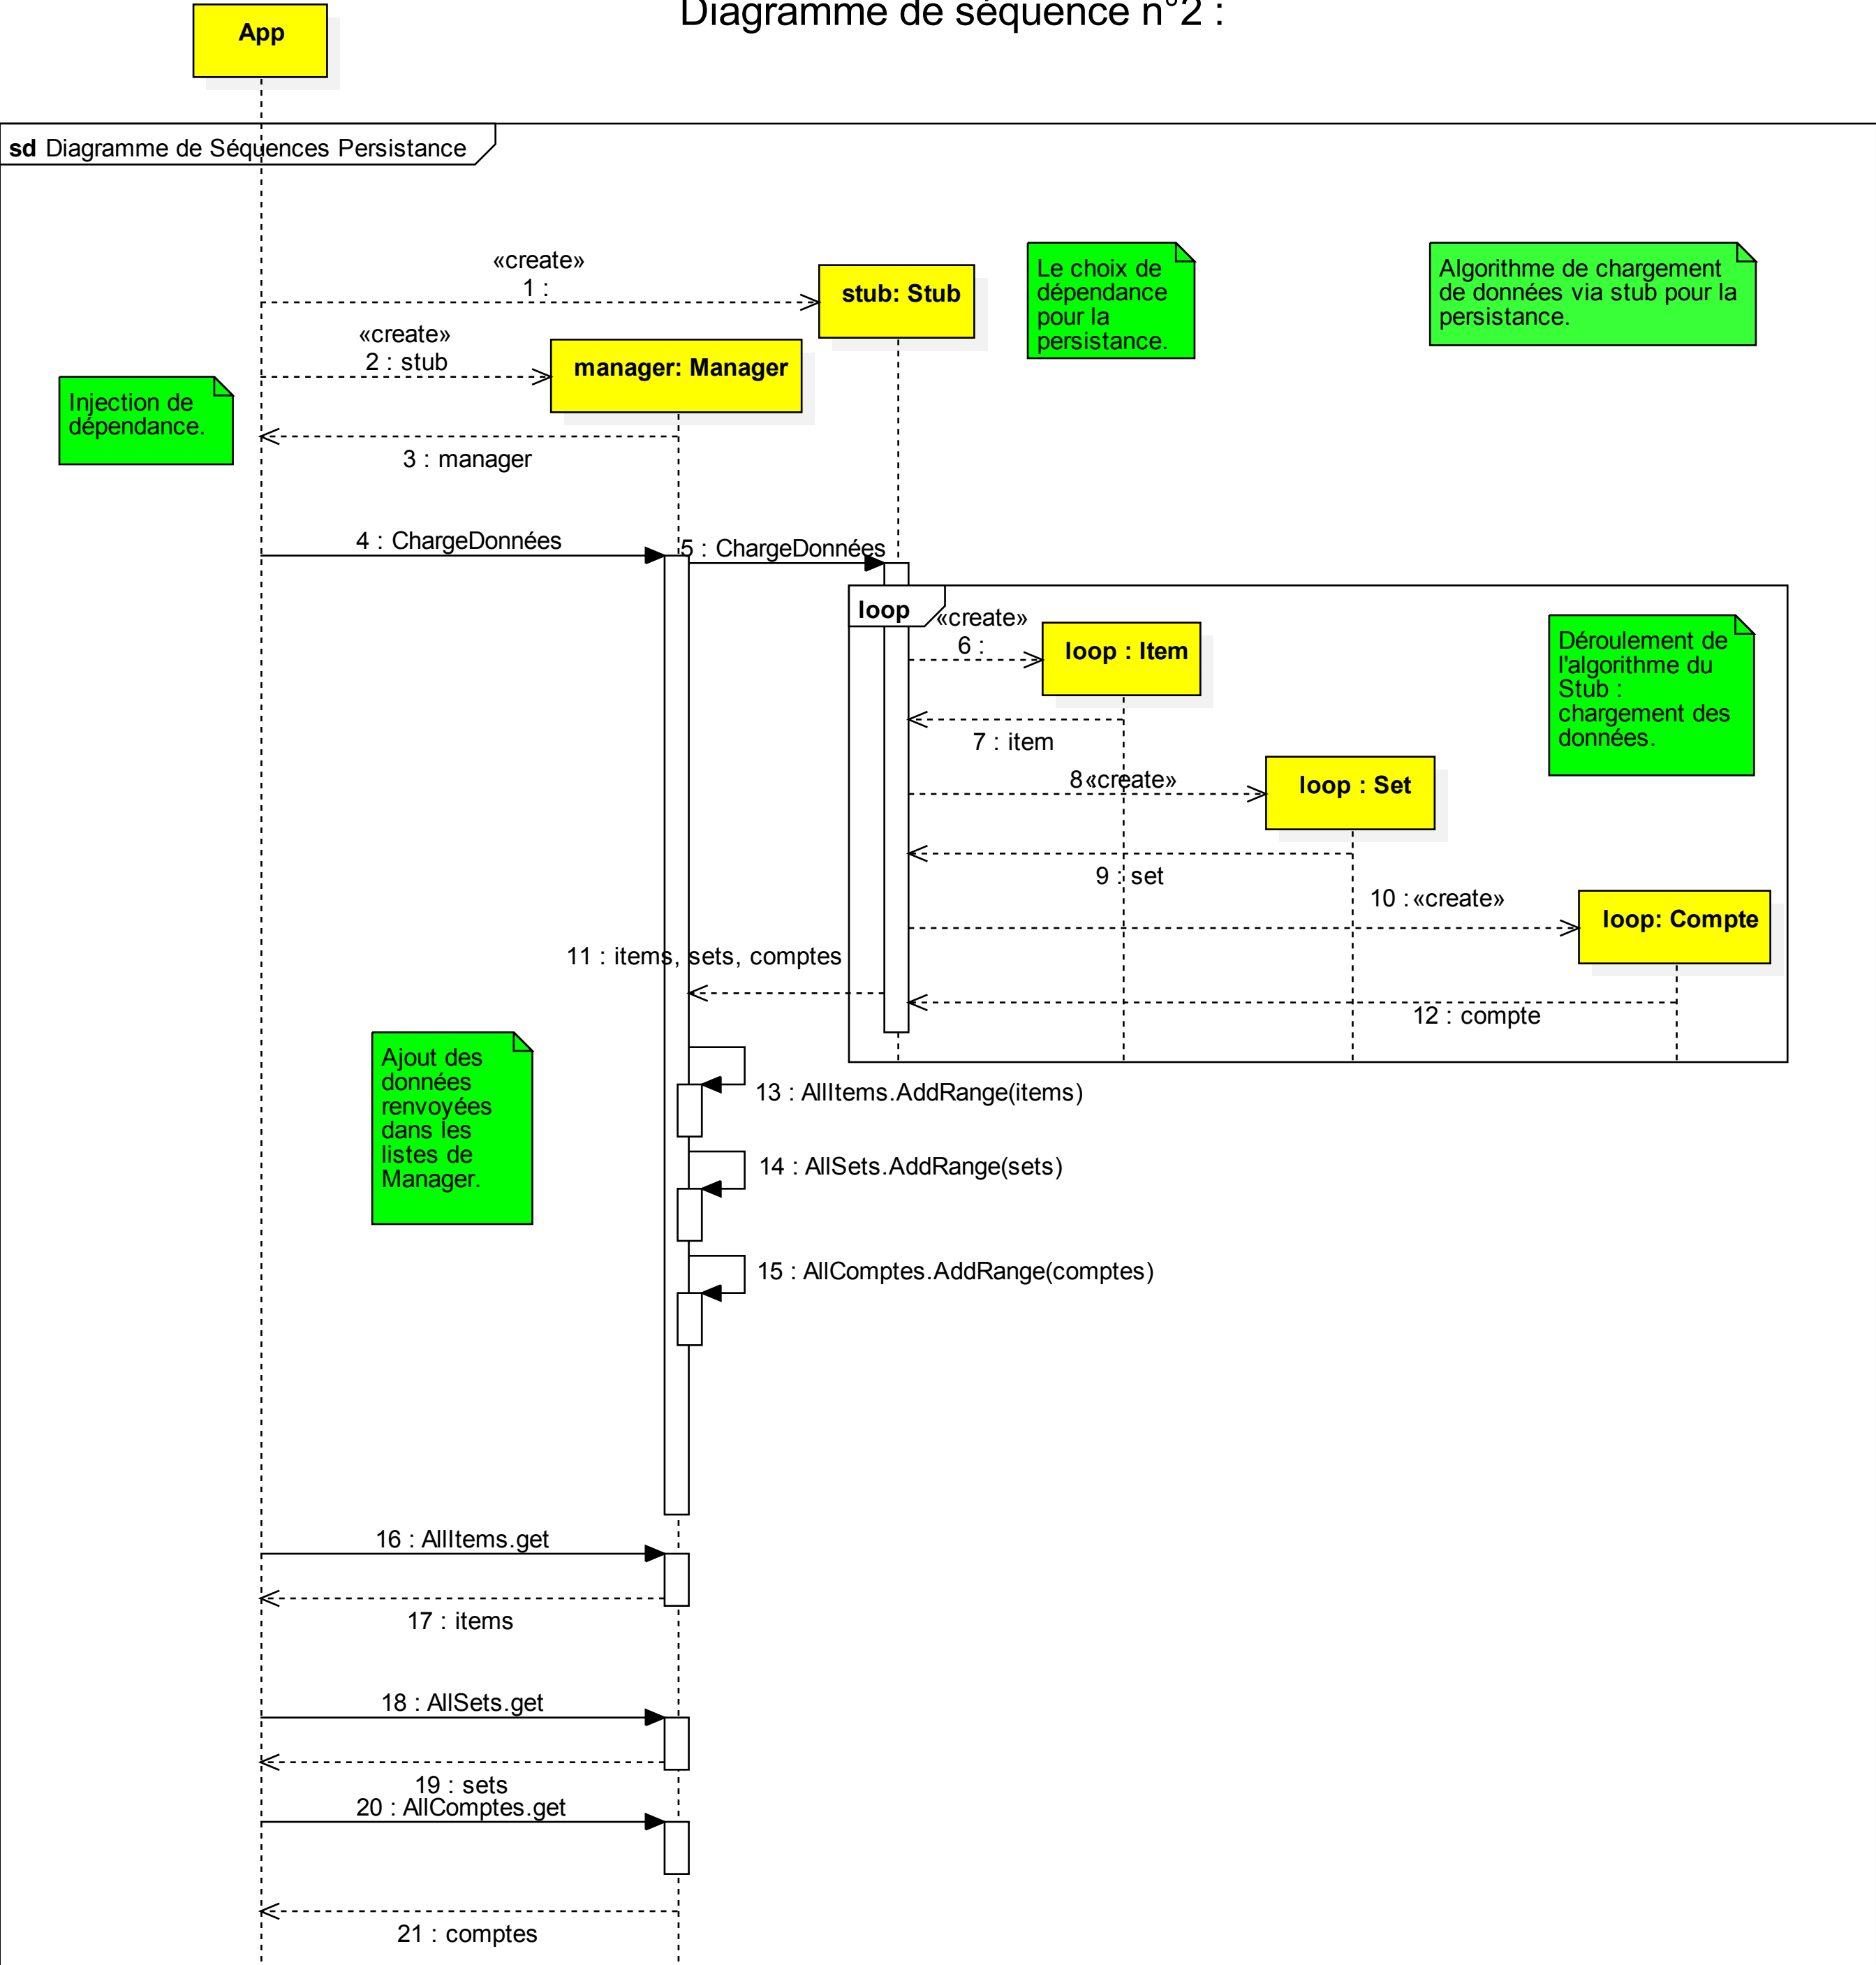 Diagramme de séquence n°2 :
App
sd Diagramme de Séquences Persistance
«create»
1 :
stub: Stub
Le choix de
dépendance
pour la
persistance.
Algorithme de chargement
de données via stub pour la
persistance.
«create»
2 : stub
manager: Manager
Injection de
dépendance.
3 : manager
4 : ChargeDonnées
5 : ChargeDonnées
loop
«create»
6 :
loop : Item
Déroulement de
l'algorithme du
Stub :
chargement des
données.
7 : item
8 «create»
loop : Set
9 : set
10 : «create»
loop: Compte
11 : items, sets, comptes
12 : compte
Ajout des
données
renvoyées
dans les
listes de
Manager.
13 : AllItems.AddRange(items)
14 : AllSets.AddRange(sets)
15 : AllComptes.AddRange(comptes)
16 : AllItems.get
17 : items
18 : AllSets.get
19 : sets
20 : AllComptes.get
21 : comptes